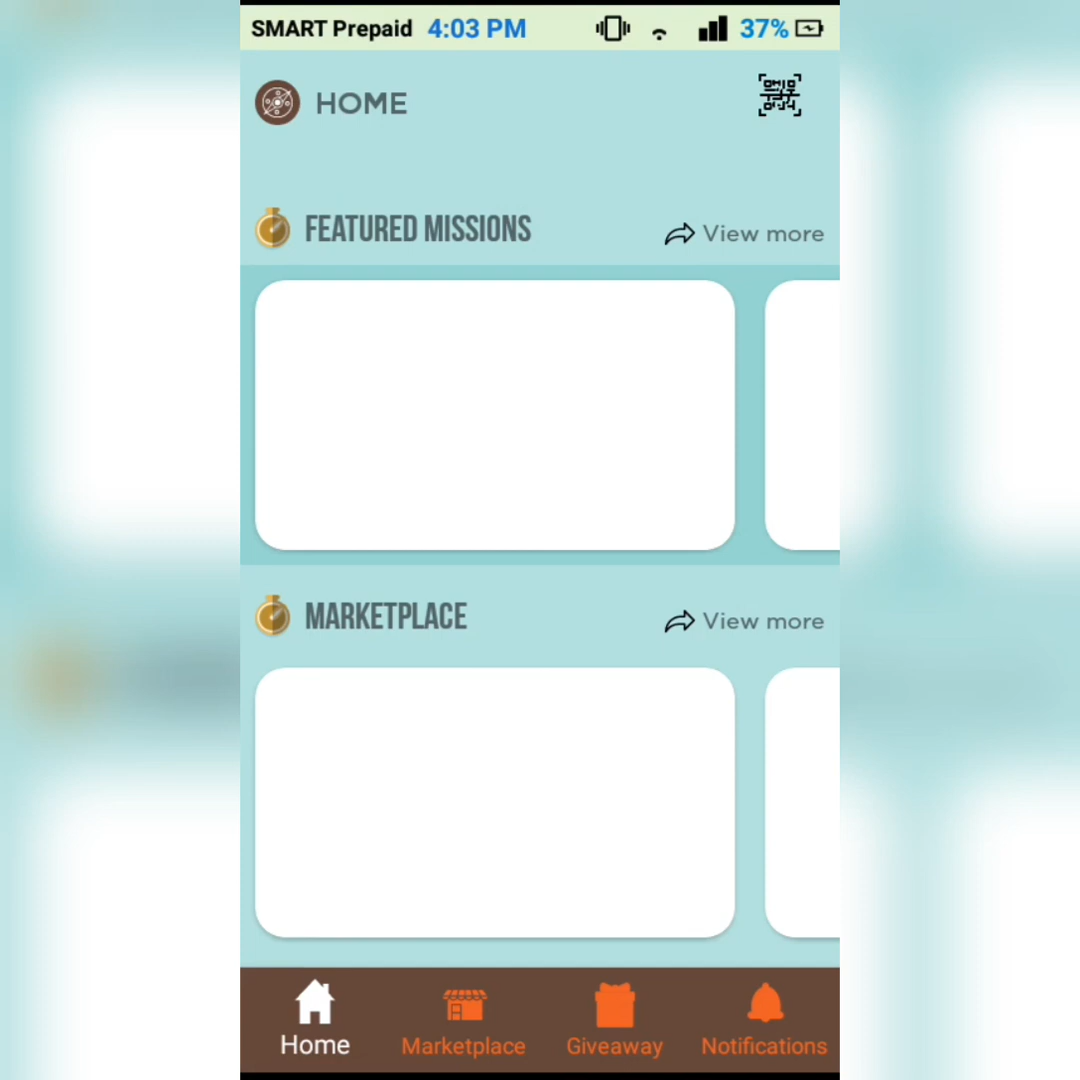 SMART Prepaid 4:03 PM 37%
HOME
FEATURED MISSIONS View more
MARKETPLACE View more
Home Marketplace Giveaway Notifications